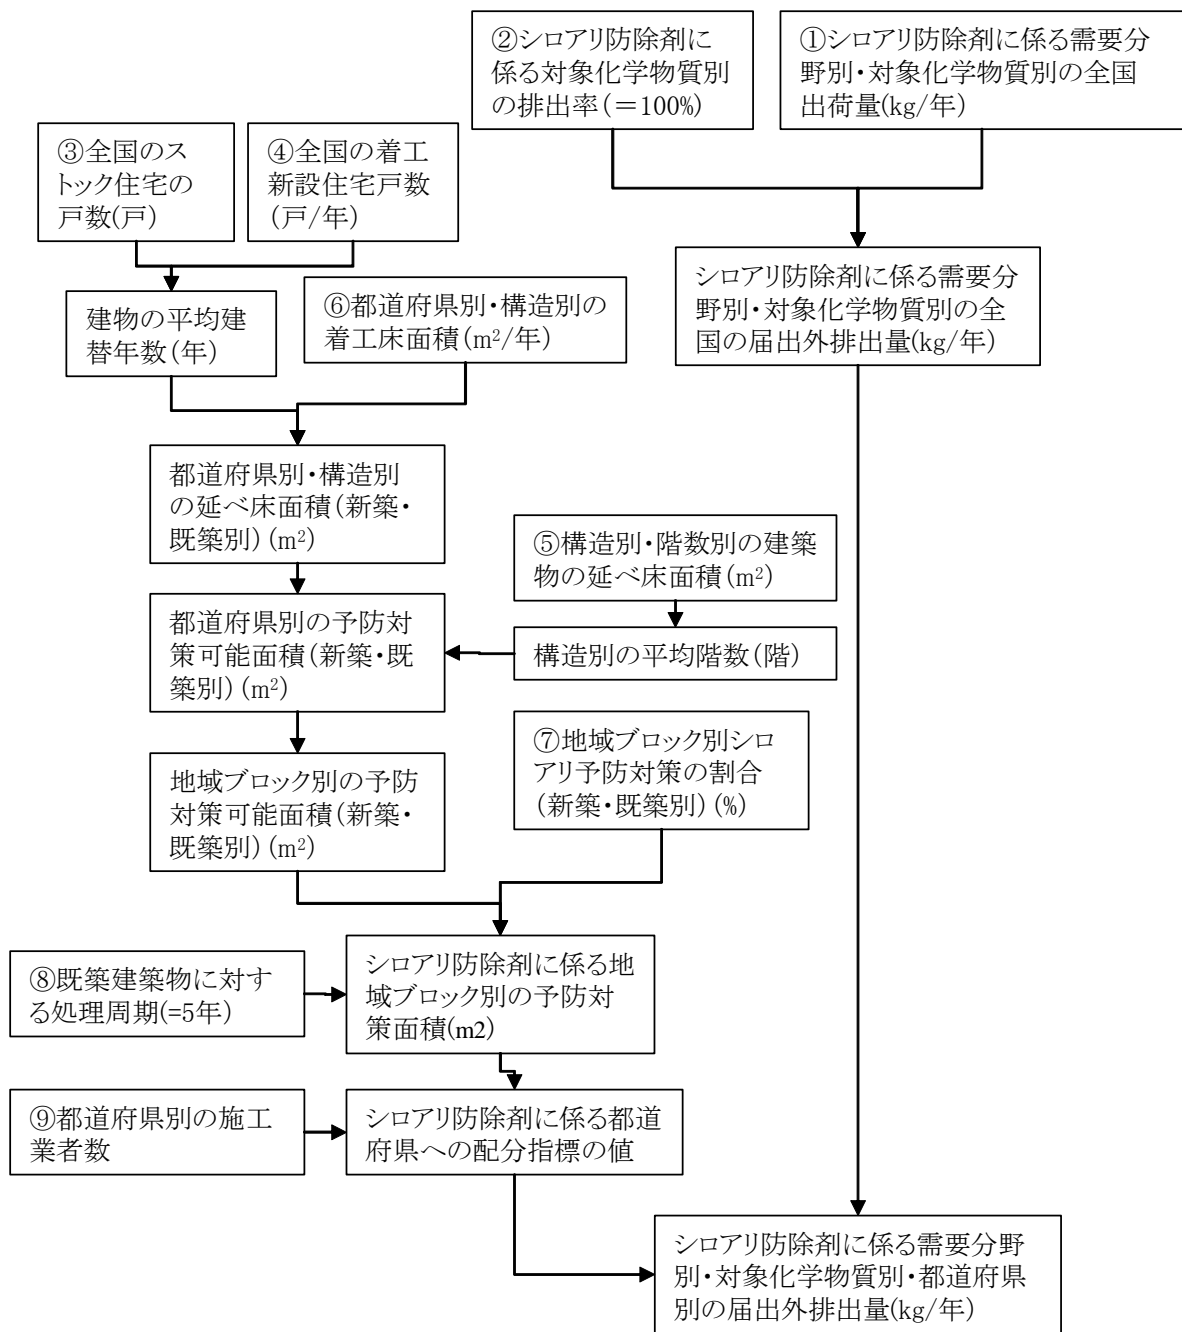 ②シロアリ防除剤に
係る対象化学物質別
の排出率(＝100%)
①シロアリ防除剤に係る需要分
野別・対象化学物質別の全国
出荷量(kg/年)
③全国のス
トック住宅の
戸数(戸)
④全国の着工
新設住宅戸数
(戸/年)
シロアリ防除剤に係る需要分
野別・対象化学物質別の全
国の届出外排出量(kg/年)
建物の平均建
替年数(年)
⑥都道府県別・構造別の
着工床面積(m²/年)
都道府県別・構造別
の延べ床面積(新築・
既築別)(m²)
⑤構造別・階数別の建築
物の延べ床面積(m²)
都道府県別の予防対
策可能面積(新築・既
築別)(m²)
構造別の平均階数(階)
地域ブロック別の予防
対策可能面積(新築・
既築別)(m²)
⑦地域ブロック別シロ
アリ予防対策の割合
(新築・既築別)(%)
⑧既築建築物に対す
る処理周期(=5年)
シロアリ防除剤に係る地
域ブロック別の予防対
策面積(m2)
⑨都道府県別の施工
業者数
シロアリ防除剤に係る都道
府県への配分指標の値
シロアリ防除剤に係る需要分野
別・対象化学物質別・都道府県
別の届出外排出量(kg/年)